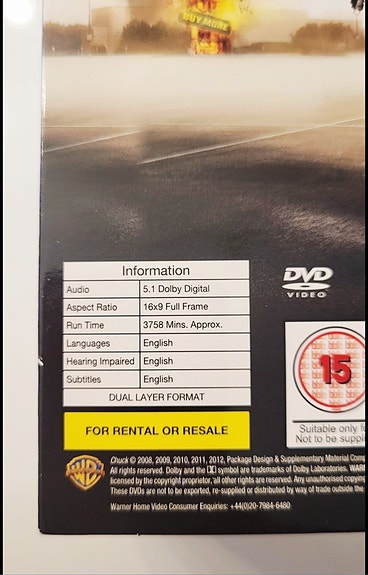 BUY MORE
Information
Audio 5.1 Dolby Digital
Aspect Ratio 16x9 Full Frame
Run Time 3758 Mins. Approx.
Languages English
Hearing Impaired English
Subtitles English
DUAL LAYER FORMAT
DVD
VIDEO
15
Suitable only
Not to be
FOR RENTAL OR RESALE
WB
Chuck © 2008, 2009, 2010, 2011, 2012, Package Design & Supplementary Material
All rights reserved. Dolby and the symbol are trademarks of Dolby Laboratories.
licensed by the copyright proprietor, all other rights are reserved. Any unauthorised
These DVDs are not to be exported, re-supplied or distributed by way of trade outside the
Warner Home Video Consumer Enquiries: +44(0)20-7984-6480